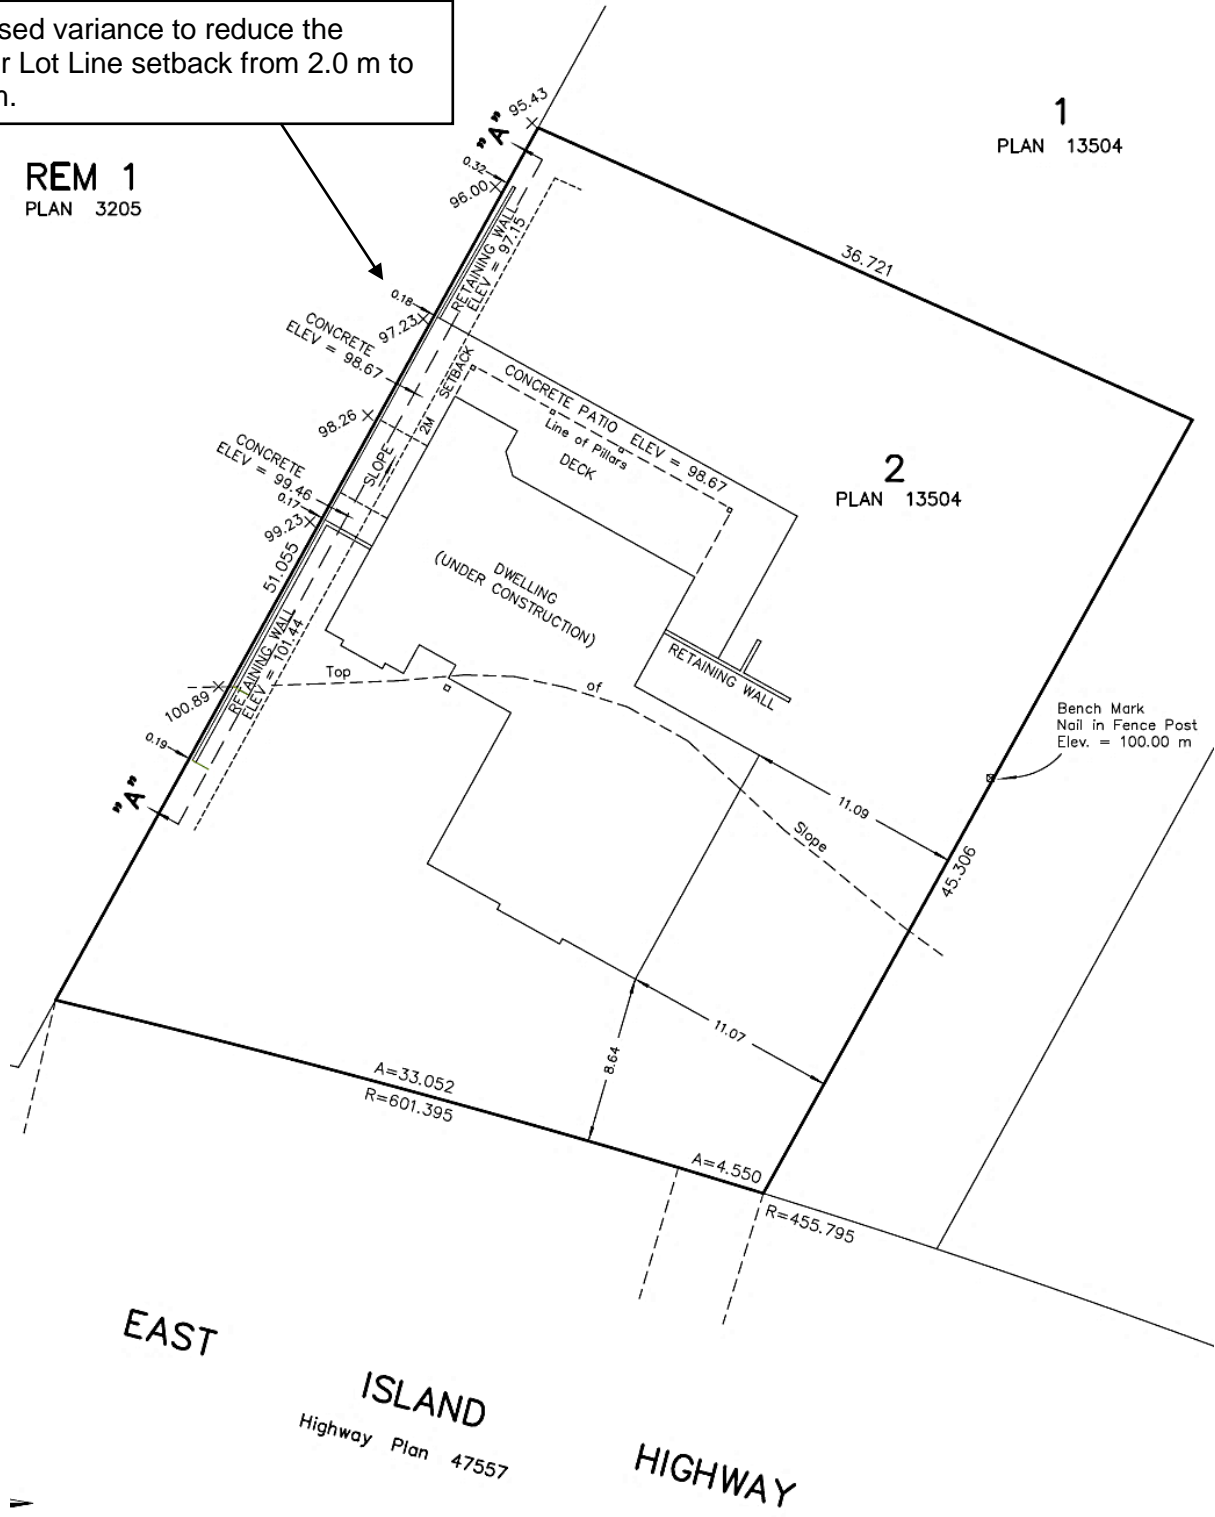 sed variance to reduce the
r Lot Line setback from 2.0 m to
REM 1
PLAN 3205
1
PLAN 13504
"A"
95.43
0.32
96.00
RETAINING WALL
ELEV = 97.15
36.721
0.18
97.23
CONCRETE
ELEV = 98.67
98.26
2M SETBACK
SLOPE
CONCRETE PATIO ELEV = 98.67
Line of Pillars
DECK
2
PLAN 13504
CONCRETE
ELEV = 99.46
0.17
99.23
51.055
DWELLING
(UNDER CONSTRUCTION)
RETAINING WALL
ELEV = 101.44
100.89
0.19
"A"
Top of Slope
RETAINING WALL
Bench Mark
Nail in Fence Post
Elev. = 100.00 m
11.09
45.306
11.07
8.64
A=33.052
R=601.395
A=4.550
R=455.795
EAST ISLAND HIGHWAY
Highway Plan 47557